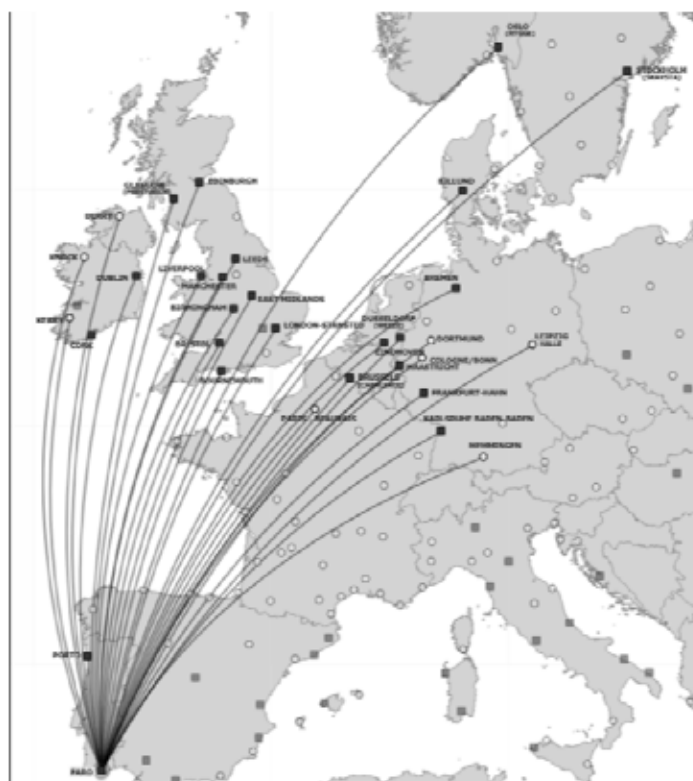 OSLO
(RYGGE)
STOCKHOLM
(SKAVSTA)
EDINBURGH
GLASGOW
(PRESTWICK)
BILLUND
DERRY
KNOCK
LEEDS
LIVERPOOL
DUBLIN
MANCHESTER
BREMEN
EAST MIDLANDS
BIRMINGHAM
KERRY
LONDON-STANSTED
DUSSELDORF
(WEEZE)
CORK
BRISTOL
DORTMUND
LEIPZIG
HALLE
EINDHOVEN
COLOGNE/BONN
MAASTRICHT
BOURNEMOUTH
BRUSSELS
(CHARLEROI)
FRANKFURT-HAHN
PARIS - BEAUVAIS
KARLSRUHE BADEN-BADEN
MEMMINGEN
PORTO
FARO